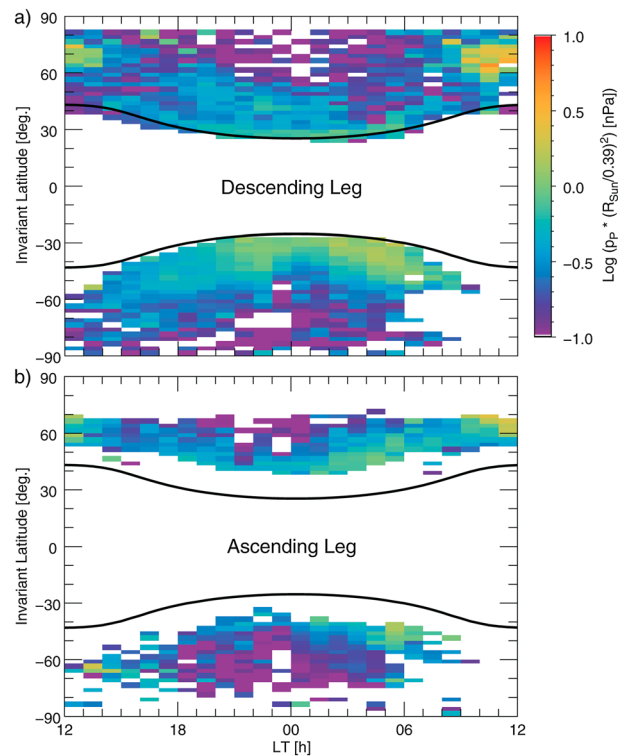 a)
90
60
30
0
-30
-60
-90
Invariant Latitude [deg.]
Descending Leg
1.0
0.5
0.0
-0.5
-1.0
Log (pP * (RSun/0.39)²) [nPa]
b)
90
60
30
0
-30
-60
-90
Invariant Latitude [deg.]
Ascending Leg
12 18 00 06 12
LT [h]